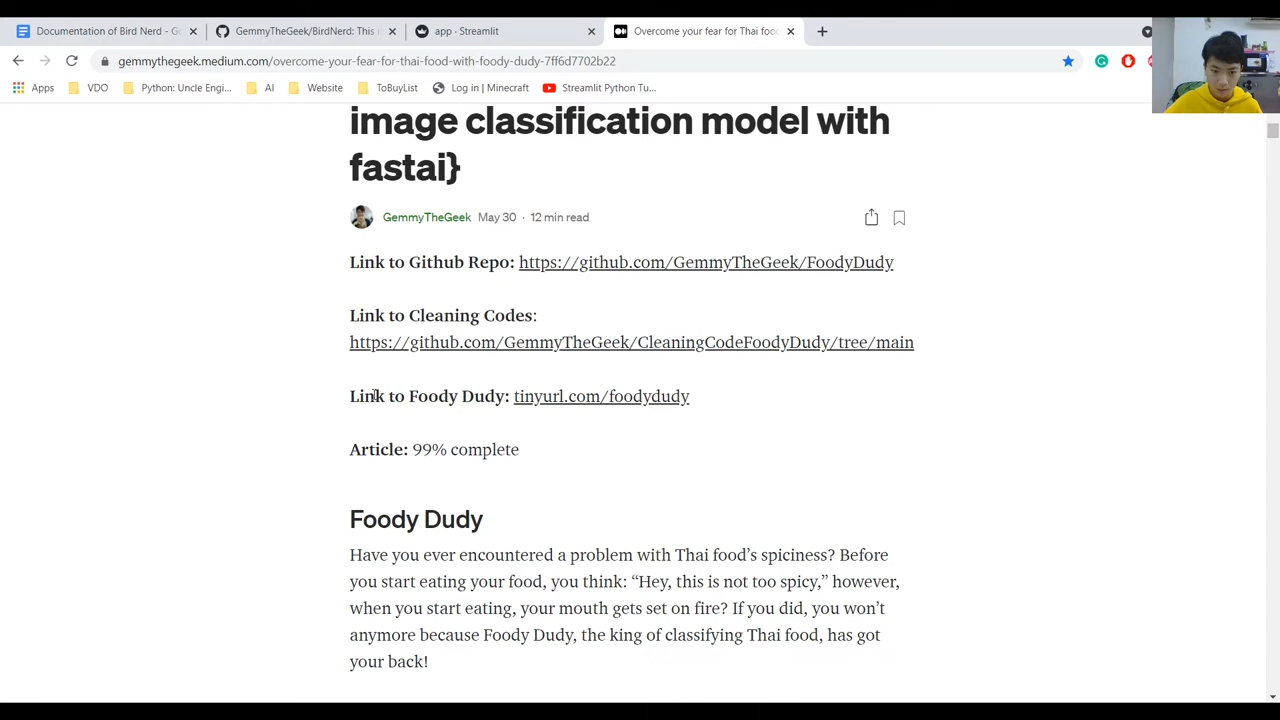 Documentation of Bird Nerd - G
GemmyTheGeek/BirdNerd: This i
app · Streamlit
Overcome your fear for Thai foo
gemmythegeek.medium.com/overcome-your-fear-for-thai-food-with-foody-dudy-7ff6d7702b22
Apps
VDO
Python: Uncle Engi...
AI
Website
ToBuyList
Log in | Minecraft
Streamlit Python Tu...
image classification model with
fastai}
GemmyTheGeek May 30 · 12 min read
Link to Github Repo: https://github.com/GemmyTheGeek/FoodyDudy
Link to Cleaning Codes:
https://github.com/GemmyTheGeek/CleaningCodeFoodyDudy/tree/main
Link to Foody Dudy: tinyurl.com/foodydudy
Article: 99% complete
Foody Dudy
Have you ever encountered a problem with Thai food’s spiciness? Before
you start eating your food, you think: “Hey, this is not too spicy,” however,
when you start eating, your mouth gets set on fire? If you did, you won’t
anymore because Foody Dudy, the king of classifying Thai food, has got
your back!